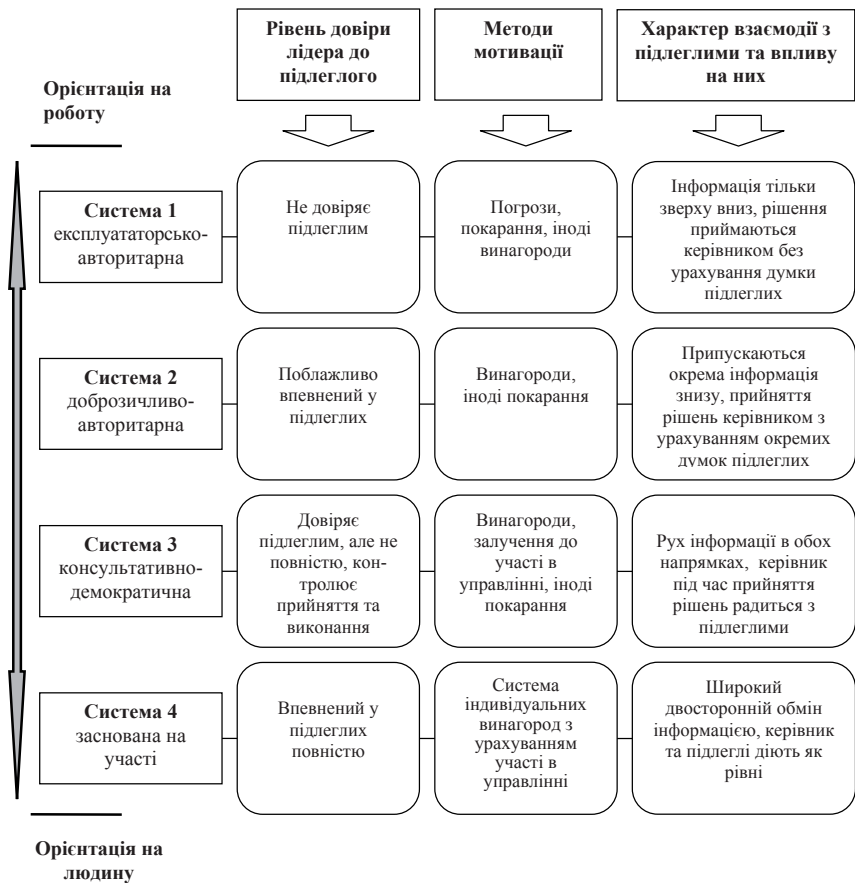 Рівень довіри
лідера до
підлеглого
Методи
мотивації
Характер взаємодії з
підлеглими та впливу
на них
Орієнтація на
роботу
Система 1
експлуататорсько-
авторитарна
Не довіряє
підлеглим
Погрози,
покарання, іноді
винагороди
Інформація тільки
зверху вниз, рішення
приймаються
керівником без
урахування думки
підлеглих
Система 2
доброзичливо-
авторитарна
Поблажливо
впевнений у
підлеглих
Винагороди,
іноді покарання
Припускаються
окрема інформація
знизу, прийняття
рішень керівником з
урахуванням окремих
думок підлеглих
Система 3
консультативно-
демократична
Довіряє
підлеглим, але не
повністю, кон-
тролює
прийняття та
виконання
Винагороди,
залучення до
участі в
управлінні, іноді
покарання
Рух інформації в обох
напрямках, керівник
під час прийняття
рішень радиться з
підлеглими
Система 4
заснована на
участі
Впевнений у
підлеглих
повністю
Система
індивідуальних
винагород з
урахуванням
участі в
управлінні
Широкий
двосторонній обмін
інформацією, керівник
та підлеглі діють як
рівні
Орієнтація на
людину